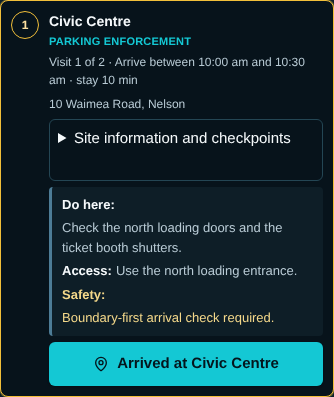 1
Civic Centre
PARKING ENFORCEMENT
Visit 1 of 2 · Arrive between 10:00 am and 10:30
am · stay 10 min
10 Waimea Road, Nelson
Site information and checkpoints
Do here:
Check the north loading doors and the
ticket booth shutters.
Access: Use the north loading entrance.
Safety:
Boundary-first arrival check required.
Arrived at Civic Centre